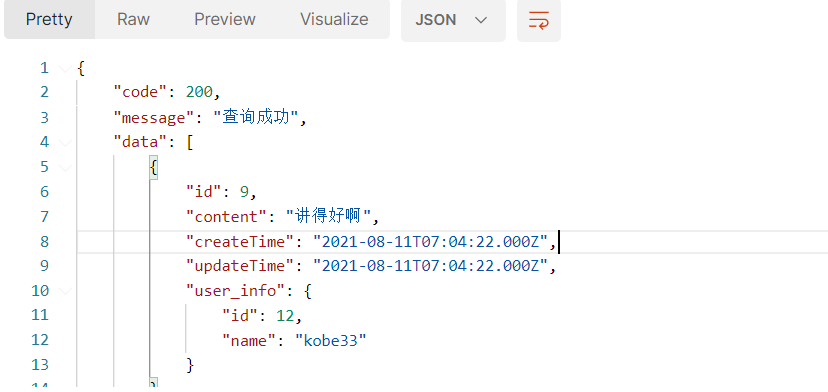 Pretty Raw Preview Visualize JSON
1 {
2 "code": 200,
3 "message": "查询成功",
4 "data": [
5 {
6 "id": 9,
7 "content": "讲得好啊",
8 "createTime": "2021-08-11T07:04:22.000Z",
9 "updateTime": "2021-08-11T07:04:22.000Z",
10 "user_info": {
11 "id": 12,
12 "name": "kobe33"
13 }
}